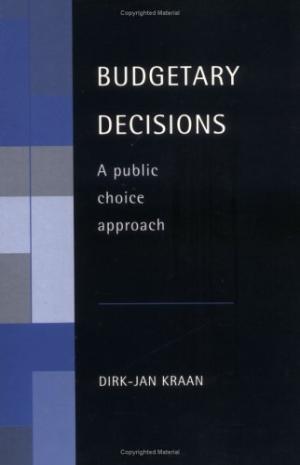 Copyrighted Material
BUDGETARY
DECISIONS
A public
choice
approach
DIRK-JAN KRAAN
Copyrighted Material